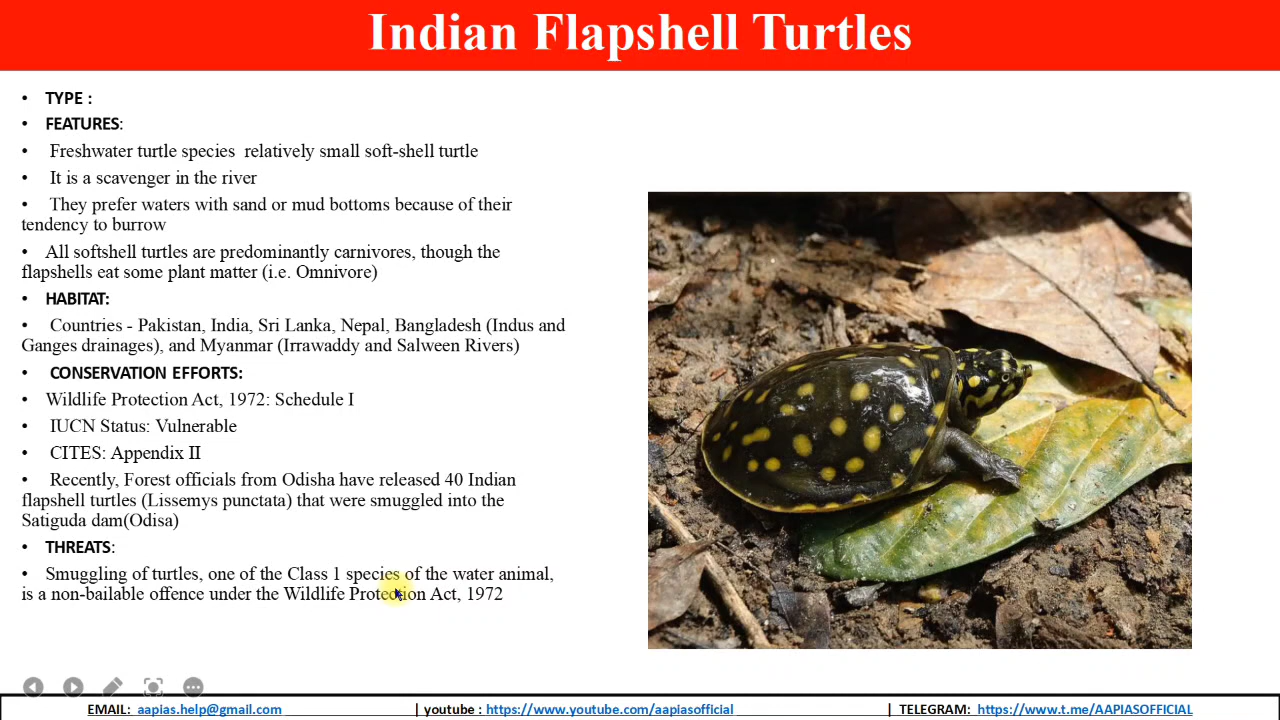 Indian Flapshell Turtles
• TYPE :
• FEATURES:
• Freshwater turtle species  relatively small soft-shell turtle
• It is a scavenger in the river
• They prefer waters with sand or mud bottoms because of their
tendency to burrow
• All softshell turtles are predominantly carnivores, though the
flapshells eat some plant matter (i.e. Omnivore)
• HABITAT:
• Countries - Pakistan, India, Sri Lanka, Nepal, Bangladesh (Indus and
Ganges drainages), and Myanmar (Irrawaddy and Salween Rivers)
• CONSERVATION EFFORTS:
• Wildlife Protection Act, 1972: Schedule I
• IUCN Status: Vulnerable
• CITES: Appendix II
• Recently, Forest officials from Odisha have released 40 Indian
flapshell turtles (Lissemys punctata) that were smuggled into the
Satiguda dam(Odisa)
• THREATS:
• Smuggling of turtles, one of the Class 1 species of the water animal,
is a non-bailable offence under the Wildlife Protection Act, 1972
EMAIL: aapias.help@gmail.com | youtube : https://www.youtube.com/aapiasofficial | TELEGRAM: https://www.t.me/AAPIASOFFICIAL